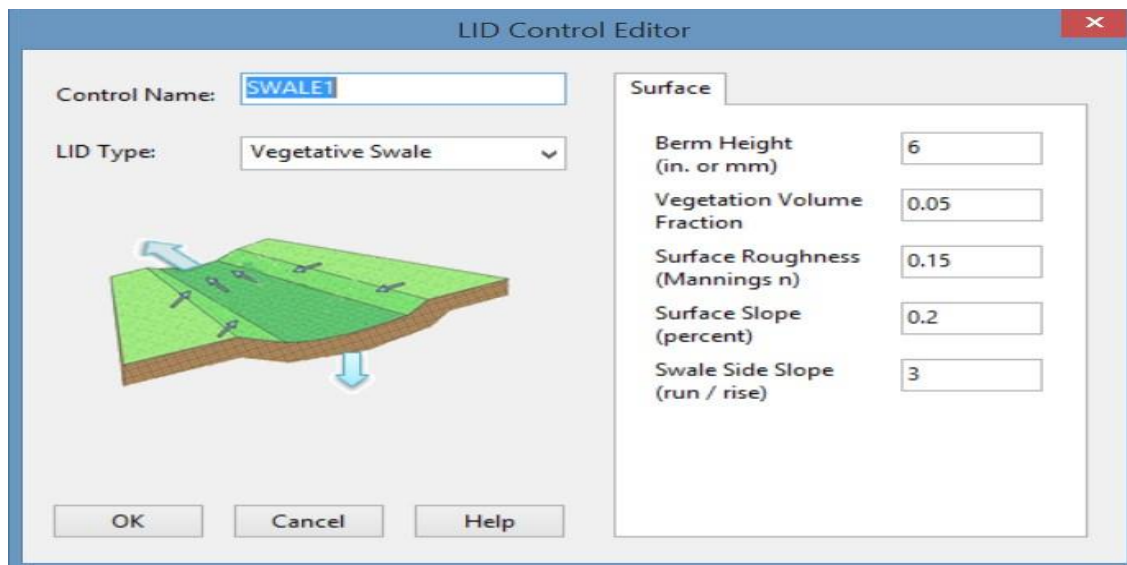 LID Control Editor
×
Control Name: SWALE1
LID Type: Vegetative Swale
OK Cancel Help
Surface
Berm Height
(in. or mm) 6
Vegetation Volume
Fraction 0.05
Surface Roughness
(Mannings n) 0.15
Surface Slope
(percent) 0.2
Swale Side Slope
(run / rise) 3